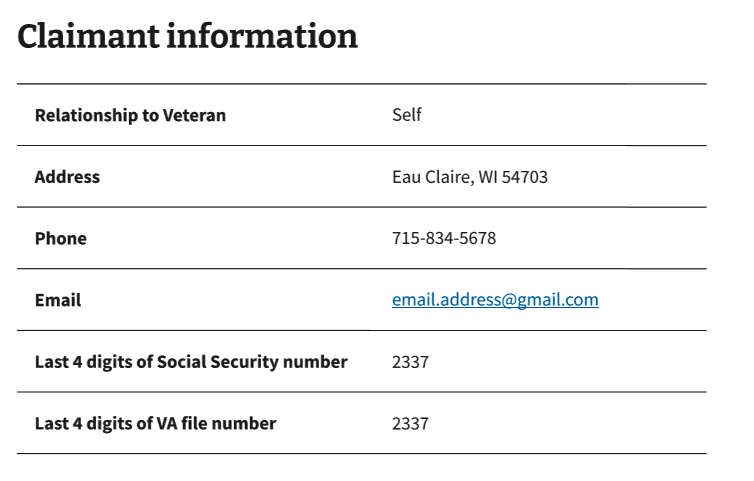 Claimant information
Relationship to Veteran Self
Address Eau Claire, WI 54703
Phone 715-834-5678
Email email.address@gmail.com
Last 4 digits of Social Security number 2337
Last 4 digits of VA file number 2337